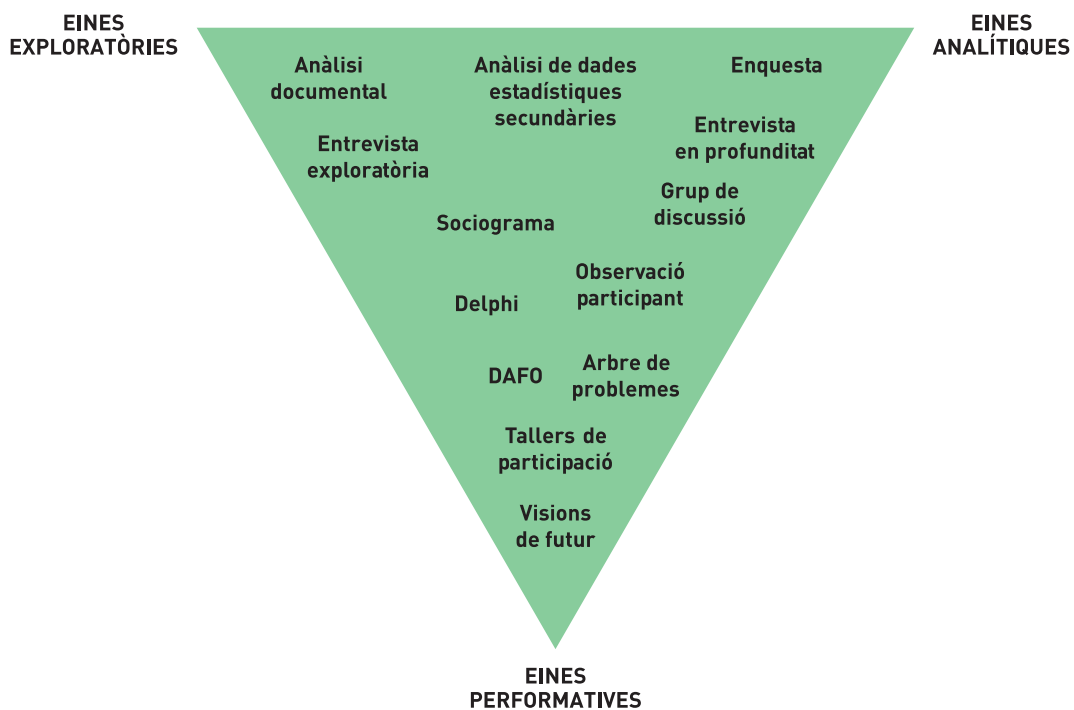 EINES
EXPLORATÒRIES
EINES
ANALÍTIQUES
Anàlisi
documental
Anàlisi de dades
estadístiques
secundàries
Enquesta
Entrevista
exploratòria
Entrevista
en profunditat
Grup de
discussió
Sociograma
Observació
participant
Delphi
DAFO
Arbre de
problemes
Tallers de
participació
Visions
de futur
EINES
PERFORMATIVES